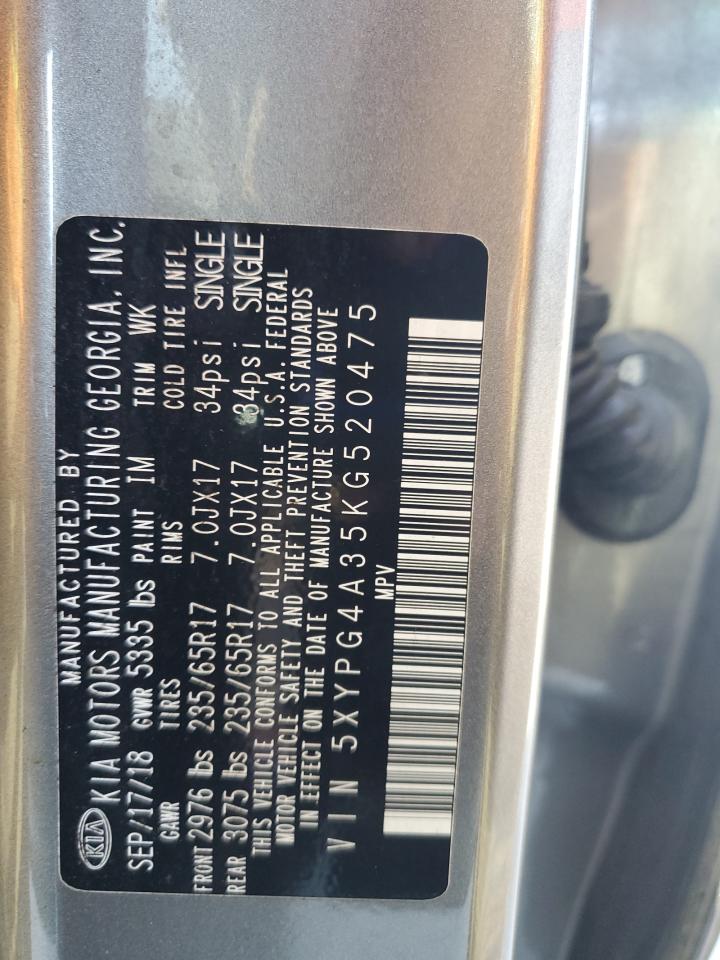 MANUFACTURED BY
KIA KIA MOTORS MANUFACTURING GEORGIA, INC.
SEP/17/18 GVWR 5335 lbs PAINT IM TRIM WK
GAWR TIRES RIMS COLD TIRE INFL
FRONT 2976 lbs 235/65R17 7.0JX17 34psi SINGLE
REAR 3075 lbs 235/65R17 7.0JX17 34psi SINGLE
THIS VEHICLE CONFORMS TO ALL APPLICABLE U.S.A. FEDERAL
MOTOR VEHICLE SAFETY AND THEFT PREVENTION STANDARDS
IN EFFECT ON THE DATE OF MANUFACTURE SHOWN ABOVE
VIN 5XYPG4A35KG520475
MPV